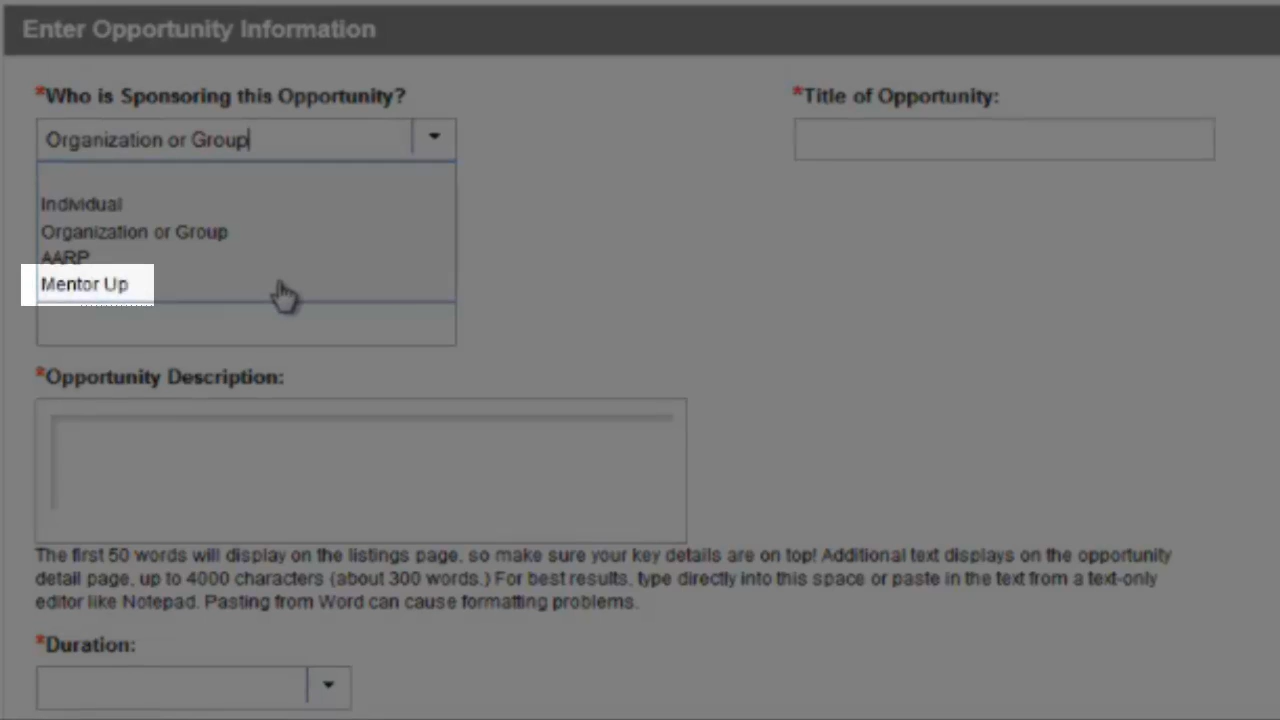 Enter Opportunity Information
*Who is Sponsoring this Opportunity?
Organization or Group
Individual
Organization or Group
AARP
Mentor Up
*Title of Opportunity:
*Opportunity Description:
The first 50 words will display on the listings page, so make sure your key details are on top! Additional text displays on the opportunity
detail page, up to 4000 characters (about 300 words.) For best results, type directly into this space or paste in the text from a text-only
editor like Notepad. Pasting from Word can cause formatting problems.
*Duration: